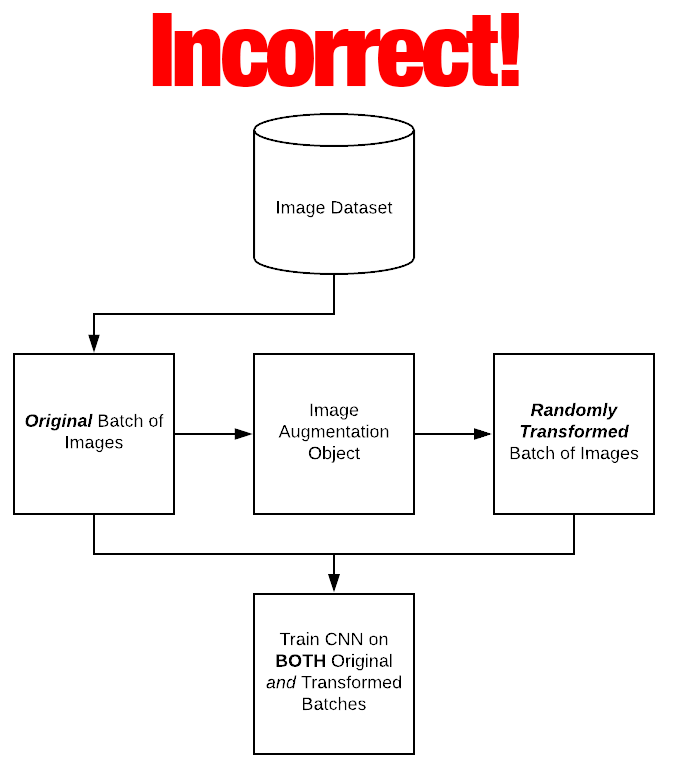 Incorrect!
Image Dataset
Original Batch of
Images
Image
Augmentation
Object
Randomly
Transformed
Batch of Images
Train CNN on
BOTH Original
and Transformed
Batches